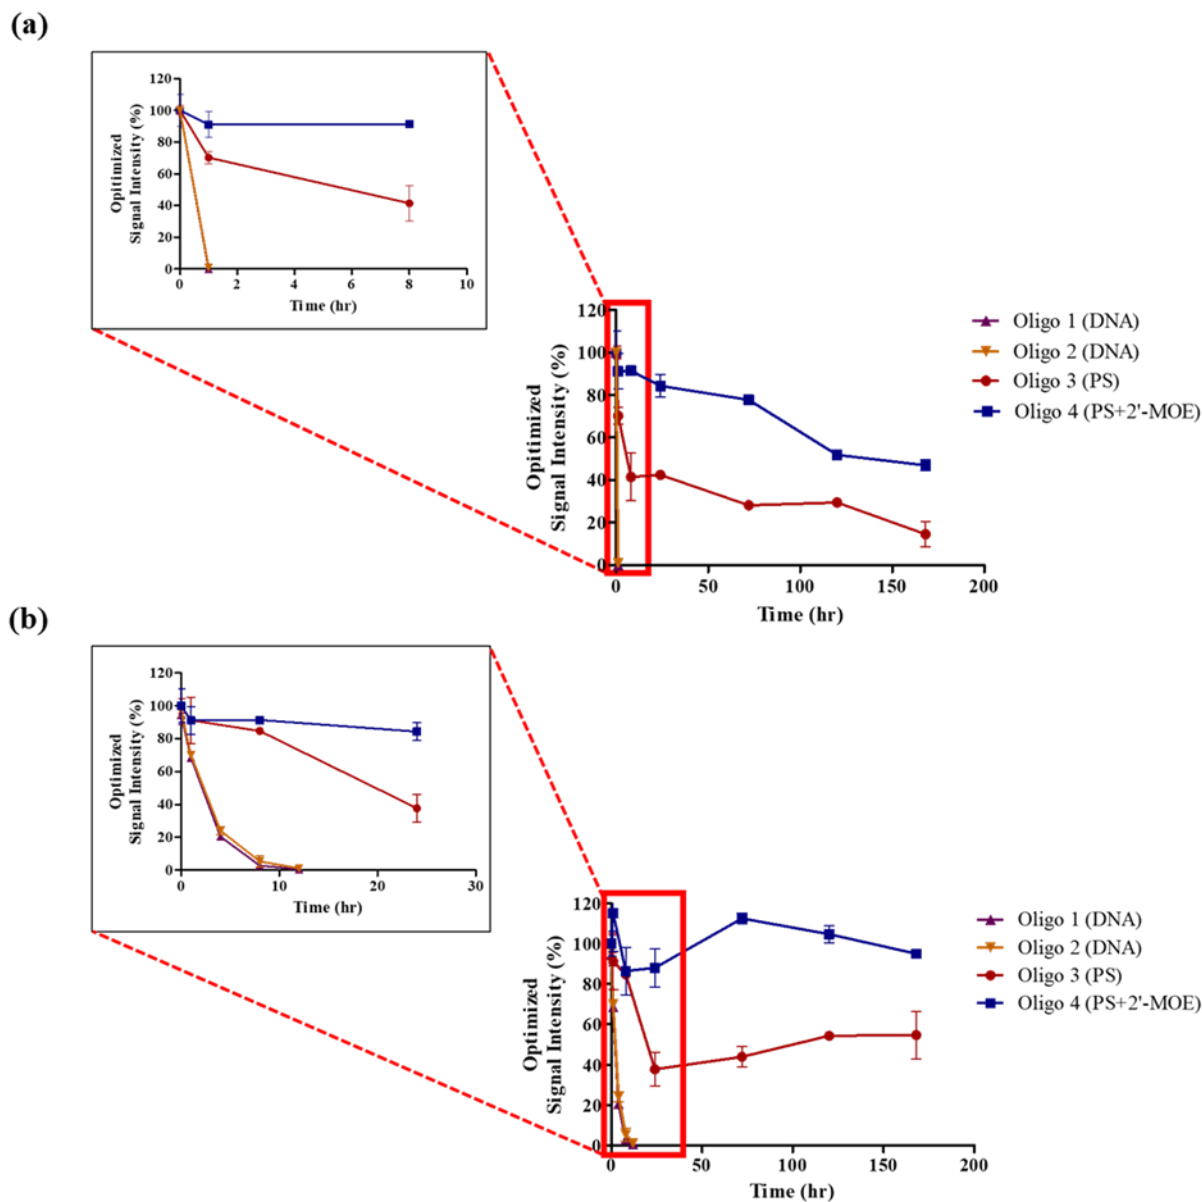 (a)
120
100
80
60
40
20
0
Opitimized
Signal Intensity (%)
0 2 4 6 8 10
Time (hr)
120
100
80
60
40
20
0
Opitimized
Signal Intensity (%)
0 50 100 150 200
Time (hr)
Oligo 1 (DNA)
Oligo 2 (DNA)
Oligo 3 (PS)
Oligo 4 (PS+2'-MOE)
(b)
120
100
80
60
40
20
0
Optimized
Signal Intensity (%)
0 10 20 30
Time (hr)
120
100
80
60
40
20
0
Optimized
Signal Intensity (%)
0 50 100 150 200
Time (hr)
Oligo 1 (DNA)
Oligo 2 (DNA)
Oligo 3 (PS)
Oligo 4 (PS+2'-MOE)